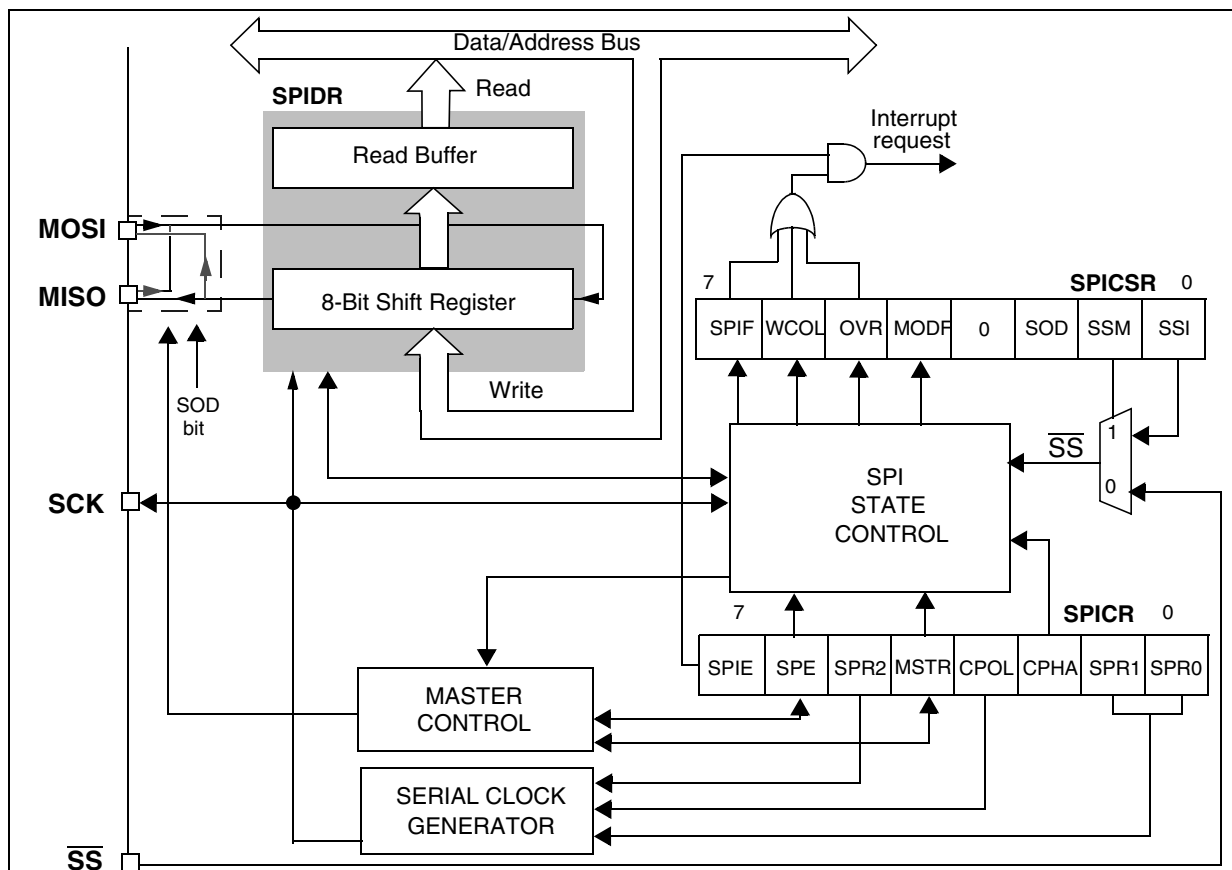 Data/Address Bus
SPIDR
Read
Read Buffer
Interrupt
request
MOSI
MISO
8-Bit Shift Register
7
SPICSR
0
SPIF
WCOL
OVR
MODF
0
SOD
SSM
SSI
Write
SOD
bit
1
SS
0
SCK
SPI
STATE
CONTROL
7
SPICR
0
SPIE
SPE
SPR2
MSTR
CPOL
CPHA
SPR1
SPR0
MASTER
CONTROL
SERIAL CLOCK
GENERATOR
SS